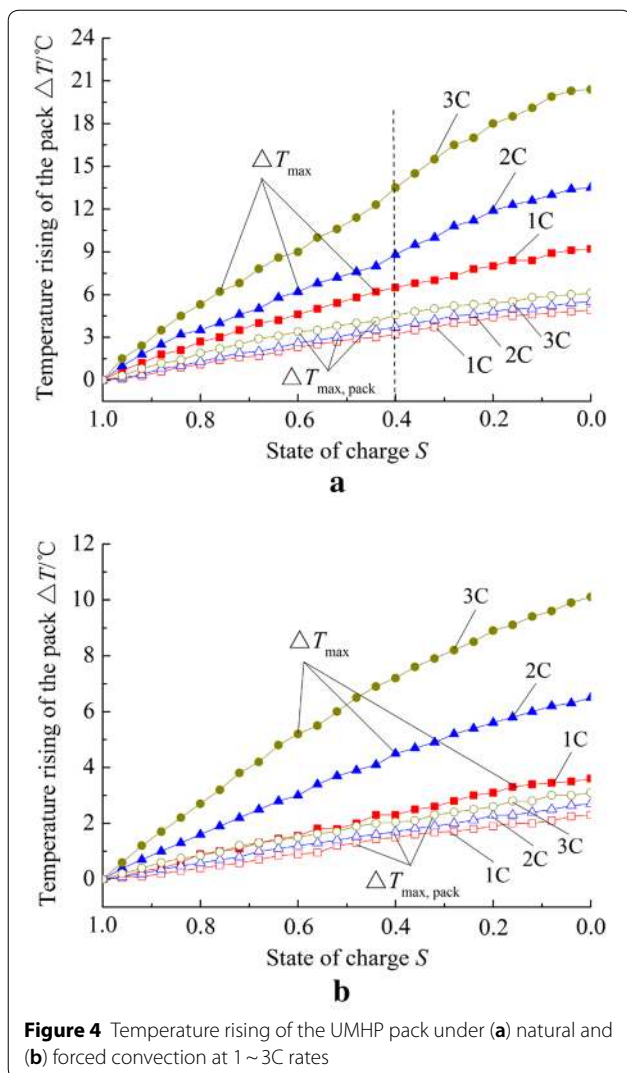 Temperature rising of the pack △T/℃
24
21
18
15
12
9
6
3
0
△Tmax
3C
2C
1C
△Tmax, pack
1C
2C
3C
1.0 0.8 0.6 0.4 0.2 0.0
State of charge S
a
Temperature rising of the pack △T/℃
12
10
8
6
4
2
0
△Tmax
3C
2C
1C
△Tmax, pack
1C
2C
3C
1.0 0.8 0.6 0.4 0.2 0.0
State of charge S
b
Figure 4 Temperature rising of the UMHP pack under (a) natural and
(b) forced convection at 1 ~ 3C rates